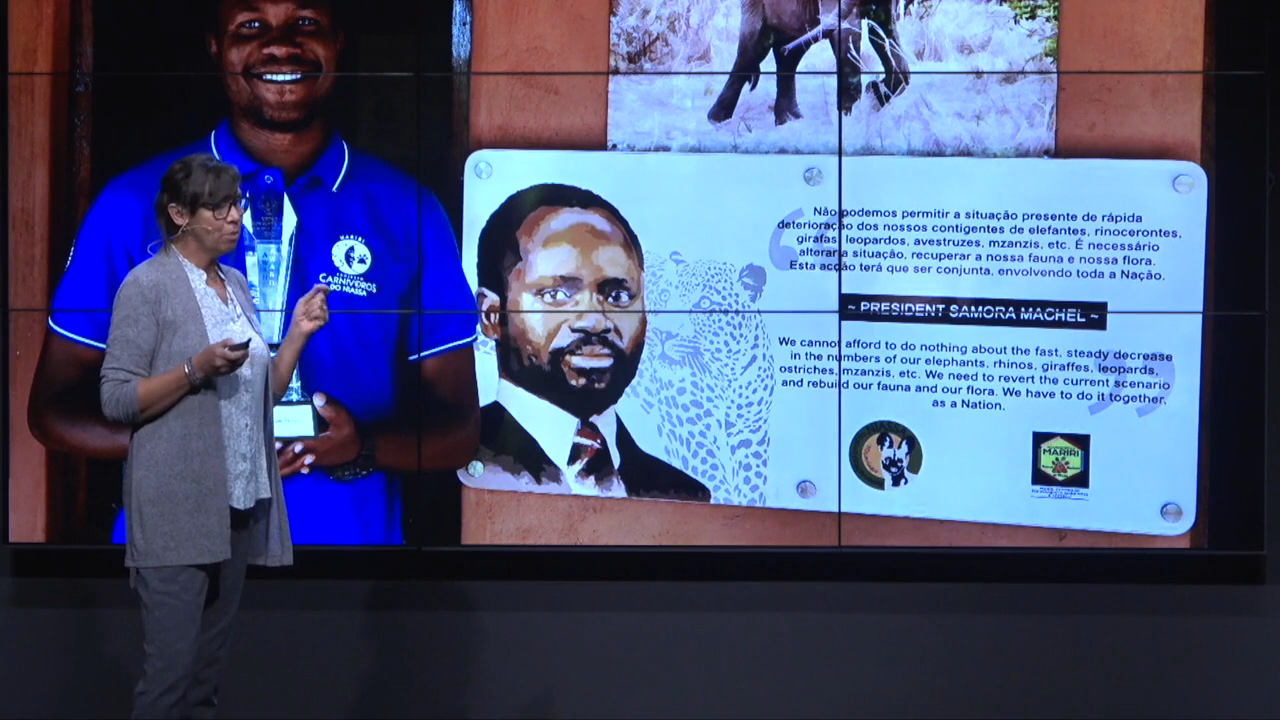 MARIRI
CARNÍVOROS
DO NIASSA
AWARD
Não podemos permitir a situação presente de rápida
deterioração dos nossos contigentes de elefantes, rinocerontes,
girafas, leopardos, avestruzes, mzanzis, etc. É necessário
alterar a situação, recuperar a nossa fauna e nossa flora.
Esta acção terá que ser conjunta, envolvendo toda a Nação.
~ PRESIDENT SAMORA MACHEL ~
We cannot afford to do nothing about the fast, steady decrease
in the numbers of our elephants, rhinos, giraffes, leopards,
ostriches, mzanzis, etc. We need to revert the current scenario
and rebuild our fauna and our flora. We have to do it together,
as a Nation.
NIASSA
MARIRI